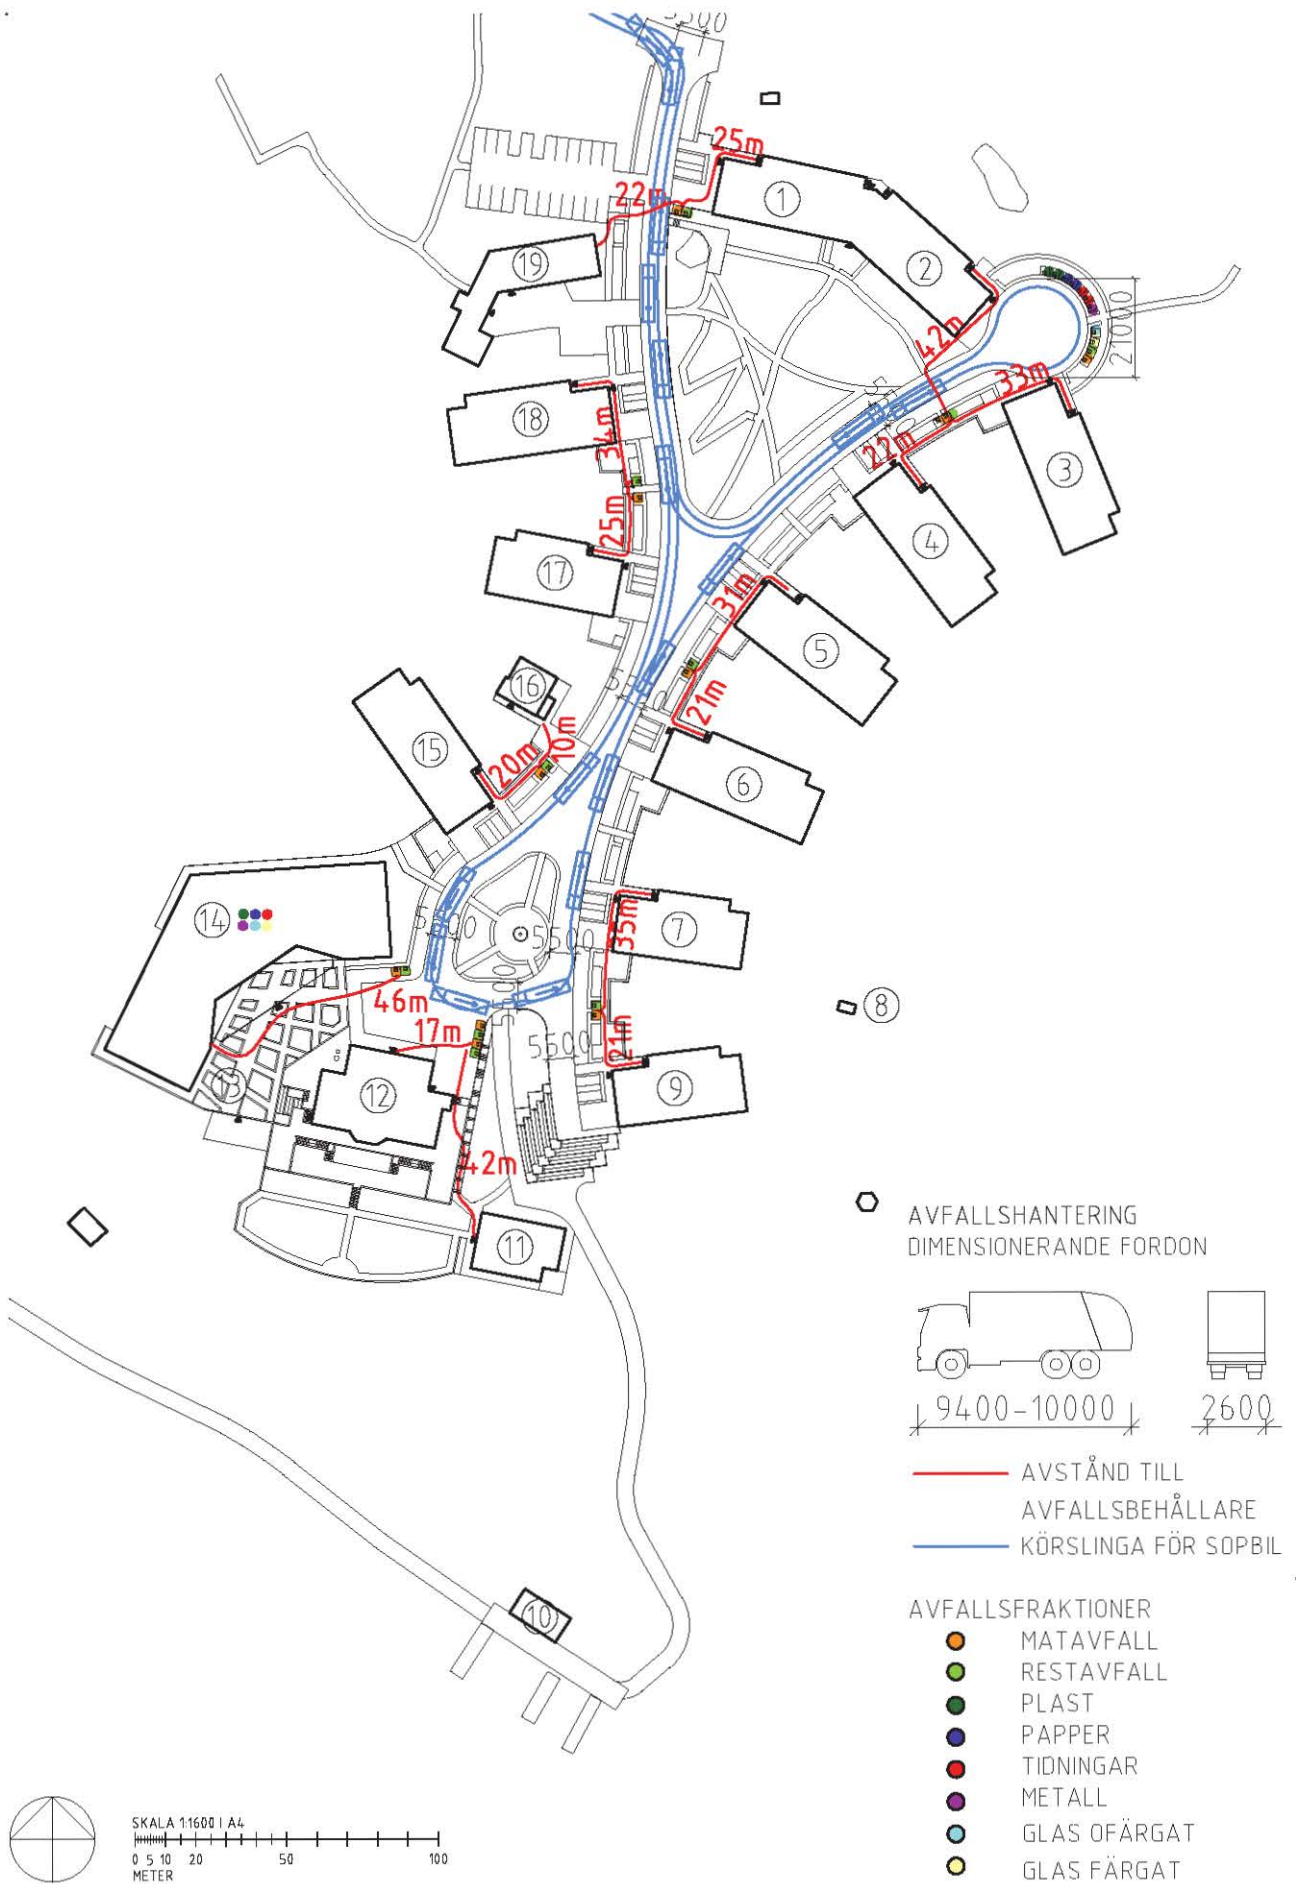 5500
25m
22m
1
19
2
42m
21000
33m
18
34m
22m
3
25m
4
17
31m
5
16
21m
10m
15
20m
6
14
35m
7
5500
46m
8
17m
5500
21m
13
12
9
42m
11
AVFALLSHANTERING
DIMENSIONERANDE FORDON
9400-10000
2600
AVSTÅND TILL
AVFALLSBEHÅLLARE
KÖRSLINGA FÖR SOPBIL
10
AVFALLSFRAKTIONER
MATAVFALL
RESTAVFALL
PLAST
PAPPER
TIDNINGAR
METALL
GLAS OFÄRGAT
GLAS FÄRGAT
SKALA 1:1600 I A4
0 5 10 20 50 100
METER